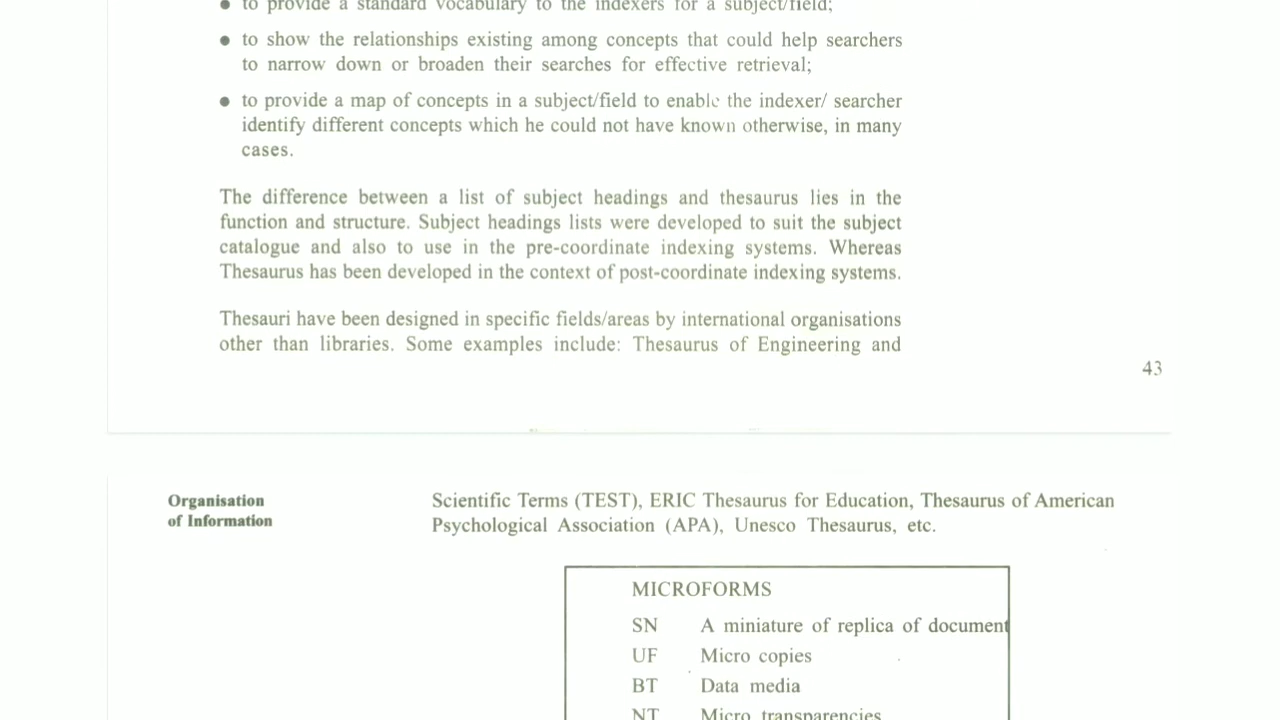 • to provide a standard vocabulary to the indexers for a subject/field;
• to show the relationships existing among concepts that could help searchers
to narrow down or broaden their searches for effective retrieval;
• to provide a map of concepts in a subject/field to enable the indexer/ searcher
identify different concepts which he could not have known otherwise, in many
cases.
The difference between a list of subject headings and thesaurus lies in the
function and structure. Subject headings lists were developed to suit the subject
catalogue and also to use in the pre-coordinate indexing systems. Whereas
Thesaurus has been developed in the context of post-coordinate indexing systems.
Thesauri have been designed in specific fields/areas by international organisations
other than libraries. Some examples include: Thesaurus of Engineering and
43
Organisation
of Information
Scientific Terms (TEST), ERIC Thesaurus for Education, Thesaurus of American
Psychological Association (APA), Unesco Thesaurus, etc.
MICROFORMS
SN A miniature of replica of document
UF Micro copies
BT Data media
NT Micro transparencies